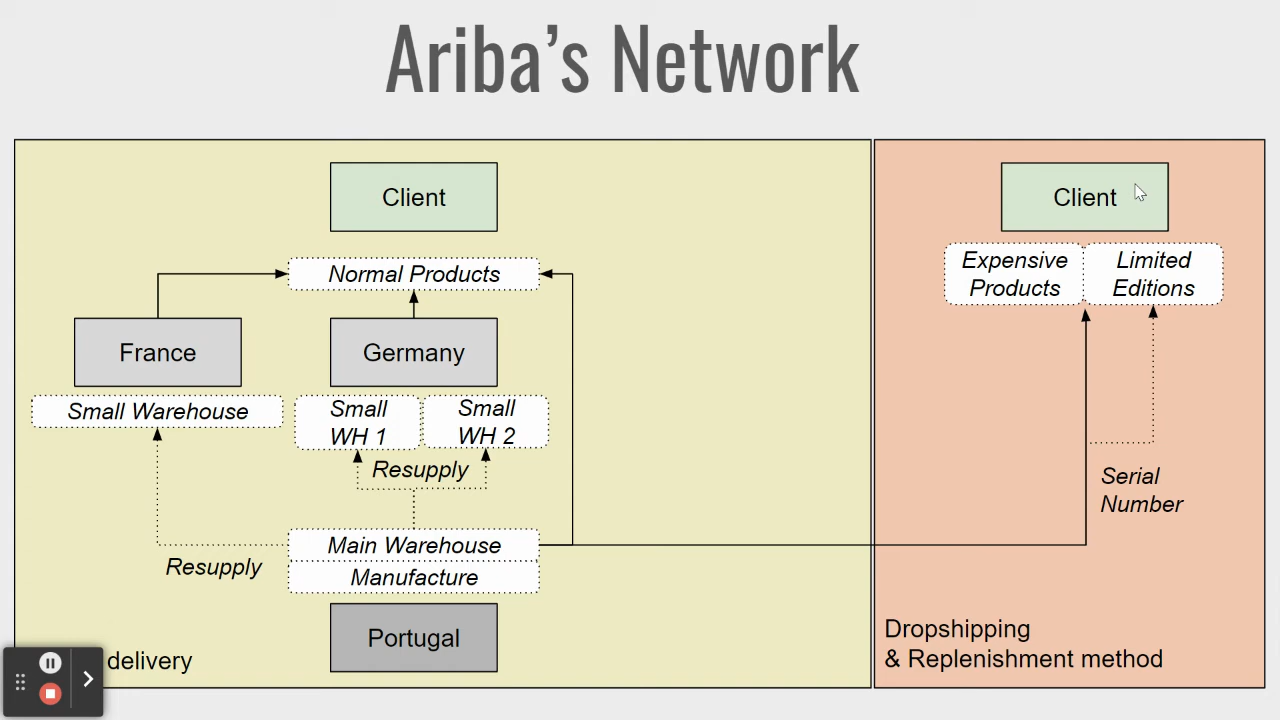 Ariba's Network
Client
Normal Products
France
Germany
Small Warehouse
Small
WH 1
Small
WH 2
Resupply
Resupply
Main Warehouse
Manufacture
Portugal
delivery
Client
Expensive
Products
Limited
Editions
Serial
Number
Dropshipping
& Replenishment method